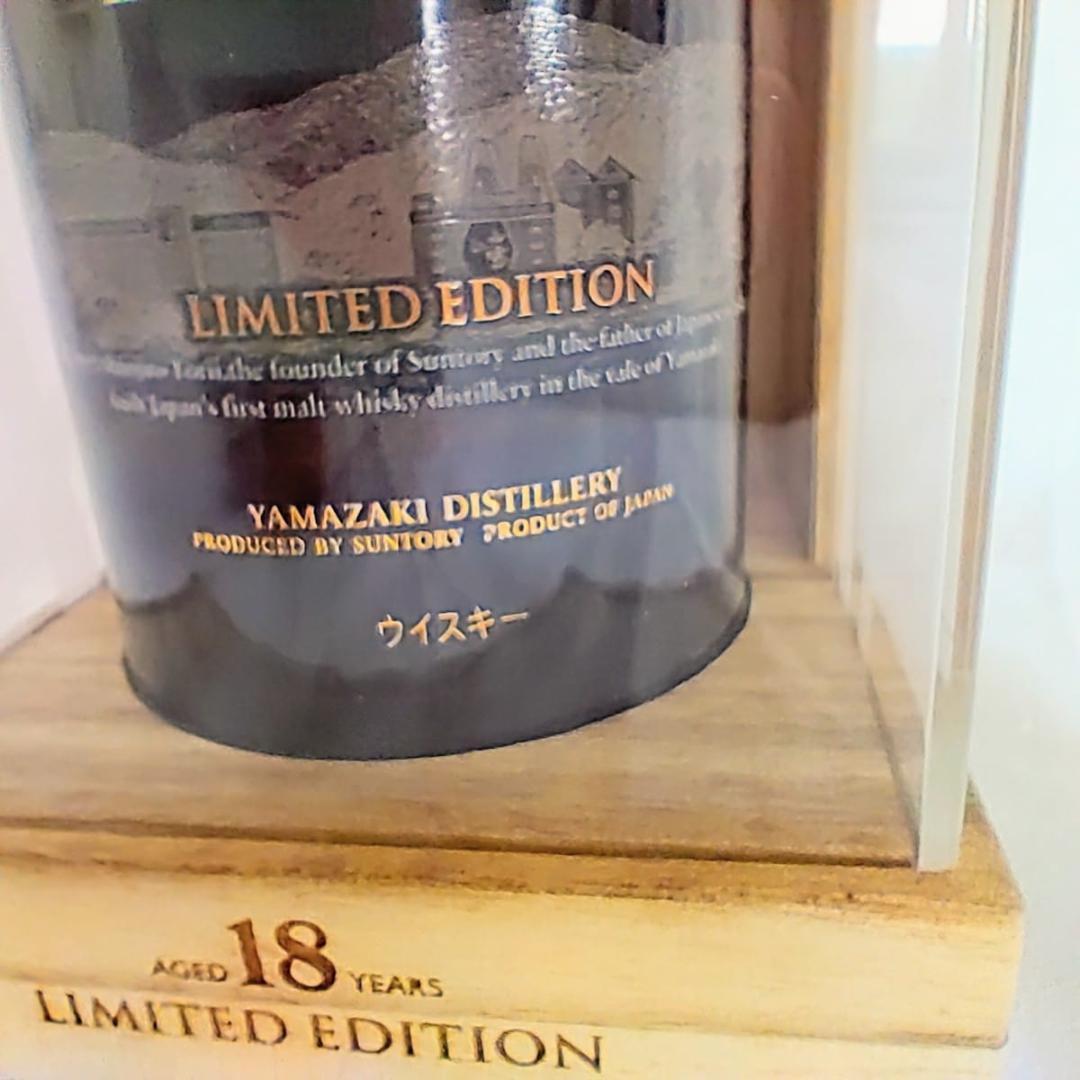 LIMITED EDITION
Torii, the founder of Suntory and the father of
Japan's first malt whisky distillery in the vale of
YAMAZAKI DISTILLERY
PRODUCED BY SUNTORY PRODUCT OF JAPAN
ウイスキー
AGED 18 YEARS
LIMITED EDITION